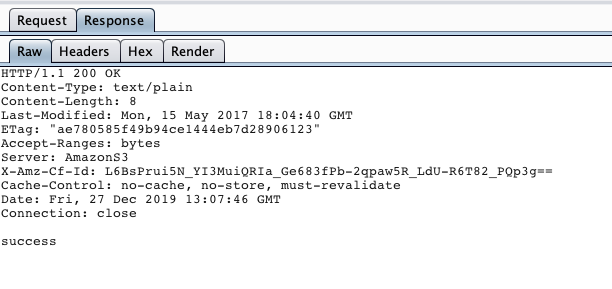 Request Response
Raw Headers Hex Render
HTTP/1.1 200 OK
Content-Type: text/plain
Content-Length: 8
Last-Modified: Mon, 15 May 2017 18:04:40 GMT
ETag: "ae780585f49b94ce1444eb7d28906123"
Accept-Ranges: bytes
Server: AmazonS3
X-Amz-Cf-Id: L6BsPrui5N_YI3MuiQRIa_Ge683fPb-2qpaw5R_LdU-R6T82_PQp3g==
Cache-Control: no-cache, no-store, must-revalidate
Date: Fri, 27 Dec 2019 13:07:46 GMT
Connection: close
success